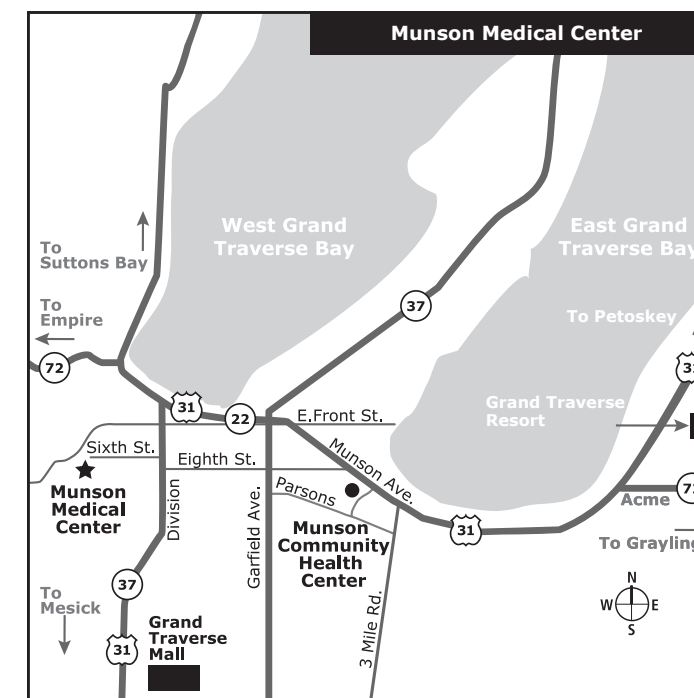 Munson Medical Center
West Grand
Traverse Bay
East Grand
Traverse Bay
To
Suttons Bay
To
Empire
37
To Petoskey
72
31
22
E.Front St.
Grand Traverse
Resort
Sixth St.
Eighth St.
Munson Ave.
Munson
Medical
Center
Division
Parsons
Garfield Ave.
Munson
Community
Health
Center
31
Acme
To Grayling
37
To
Mesick
3 Mile Rd.
N
W
E
S
Grand
Traverse
Mall
31